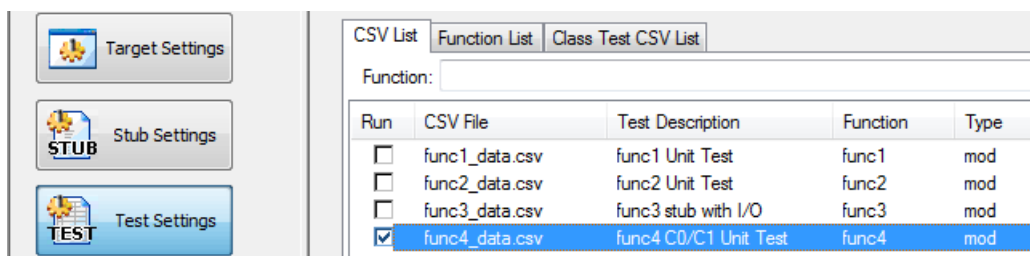 Target Settings
STUB
Stub Settings
TEST
Test Settings
CSV List Function List Class Test CSV List
Function:
Run CSV File Test Description Function Type
func1_data.csv func1 Unit Test func1 mod
func2_data.csv func2 Unit Test func2 mod
func3_data.csv func3 stub with I/O func3 mod
func4_data.csv func4 C0/C1 Unit Test func4 mod